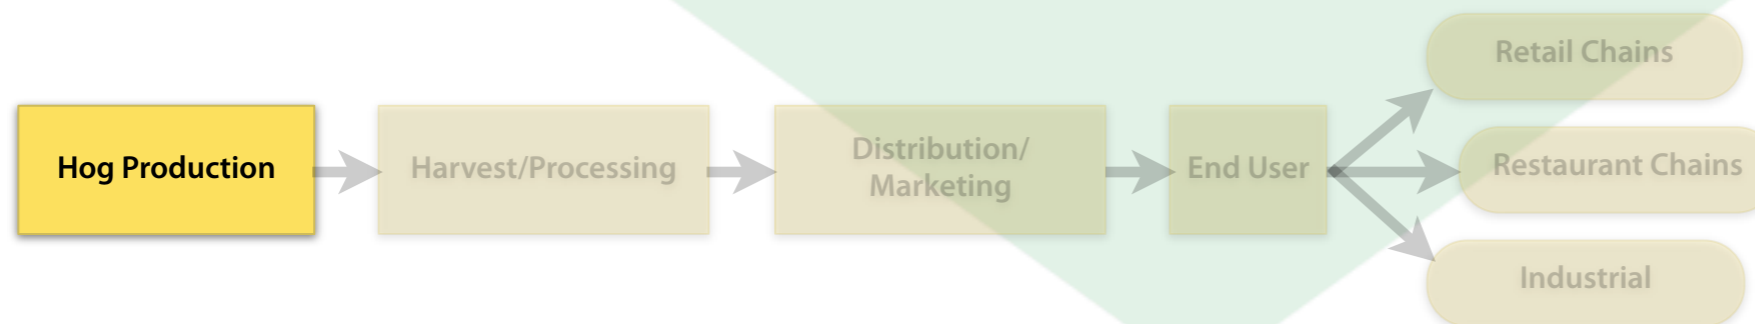 Hog Production
Harvest/Processing
Distribution/
Marketing
End User
Retail Chains
Restaurant Chains
Industrial